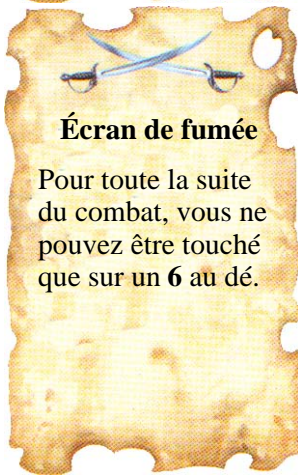 Écran de fumée
Pour toute la suite
du combat, vous ne
pouvez être touché
que sur un 6 au dé.